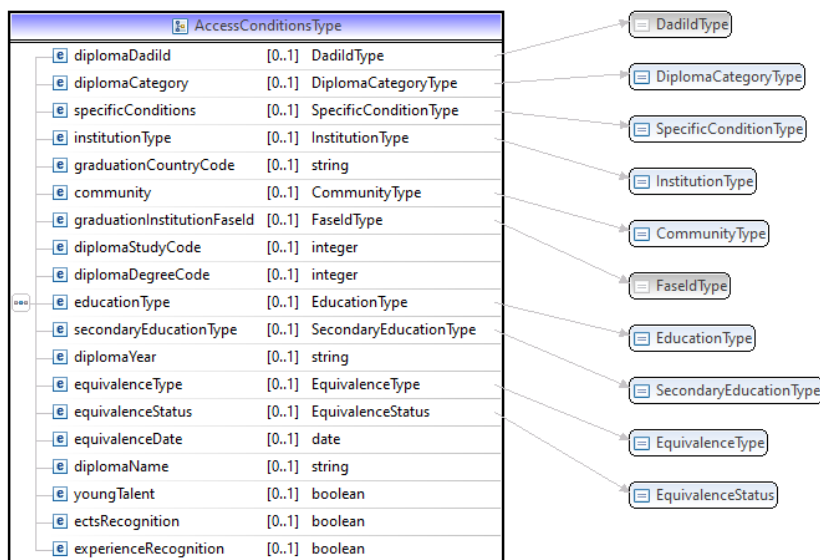 AccessConditionsType
e diplomaDadiId [0..1] DadiIdType
e diplomaCategory [0..1] DiplomaCategoryType
e specificConditions [0..1] SpecificConditionType
e institutionType [0..1] InstitutionType
e graduationCountryCode [0..1] string
e community [0..1] CommunityType
e graduationInstitutionFaseId [0..1] FaseIdType
e diplomaStudyCode [0..1] integer
e diplomaDegreeCode [0..1] integer
e educationType [0..1] EducationType
e secondaryEducationType [0..1] SecondaryEducationType
e diplomaYear [0..1] string
e equivalenceType [0..1] EquivalenceType
e equivalenceStatus [0..1] EquivalenceStatus
e equivalenceDate [0..1] date
e diplomaName [0..1] string
e youngTalent [0..1] boolean
e ectsRecognition [0..1] boolean
e experienceRecognition [0..1] boolean
DadiIdType
DiplomaCategoryType
SpecificConditionType
InstitutionType
CommunityType
FaseIdType
EducationType
SecondaryEducationType
EquivalenceType
EquivalenceStatus